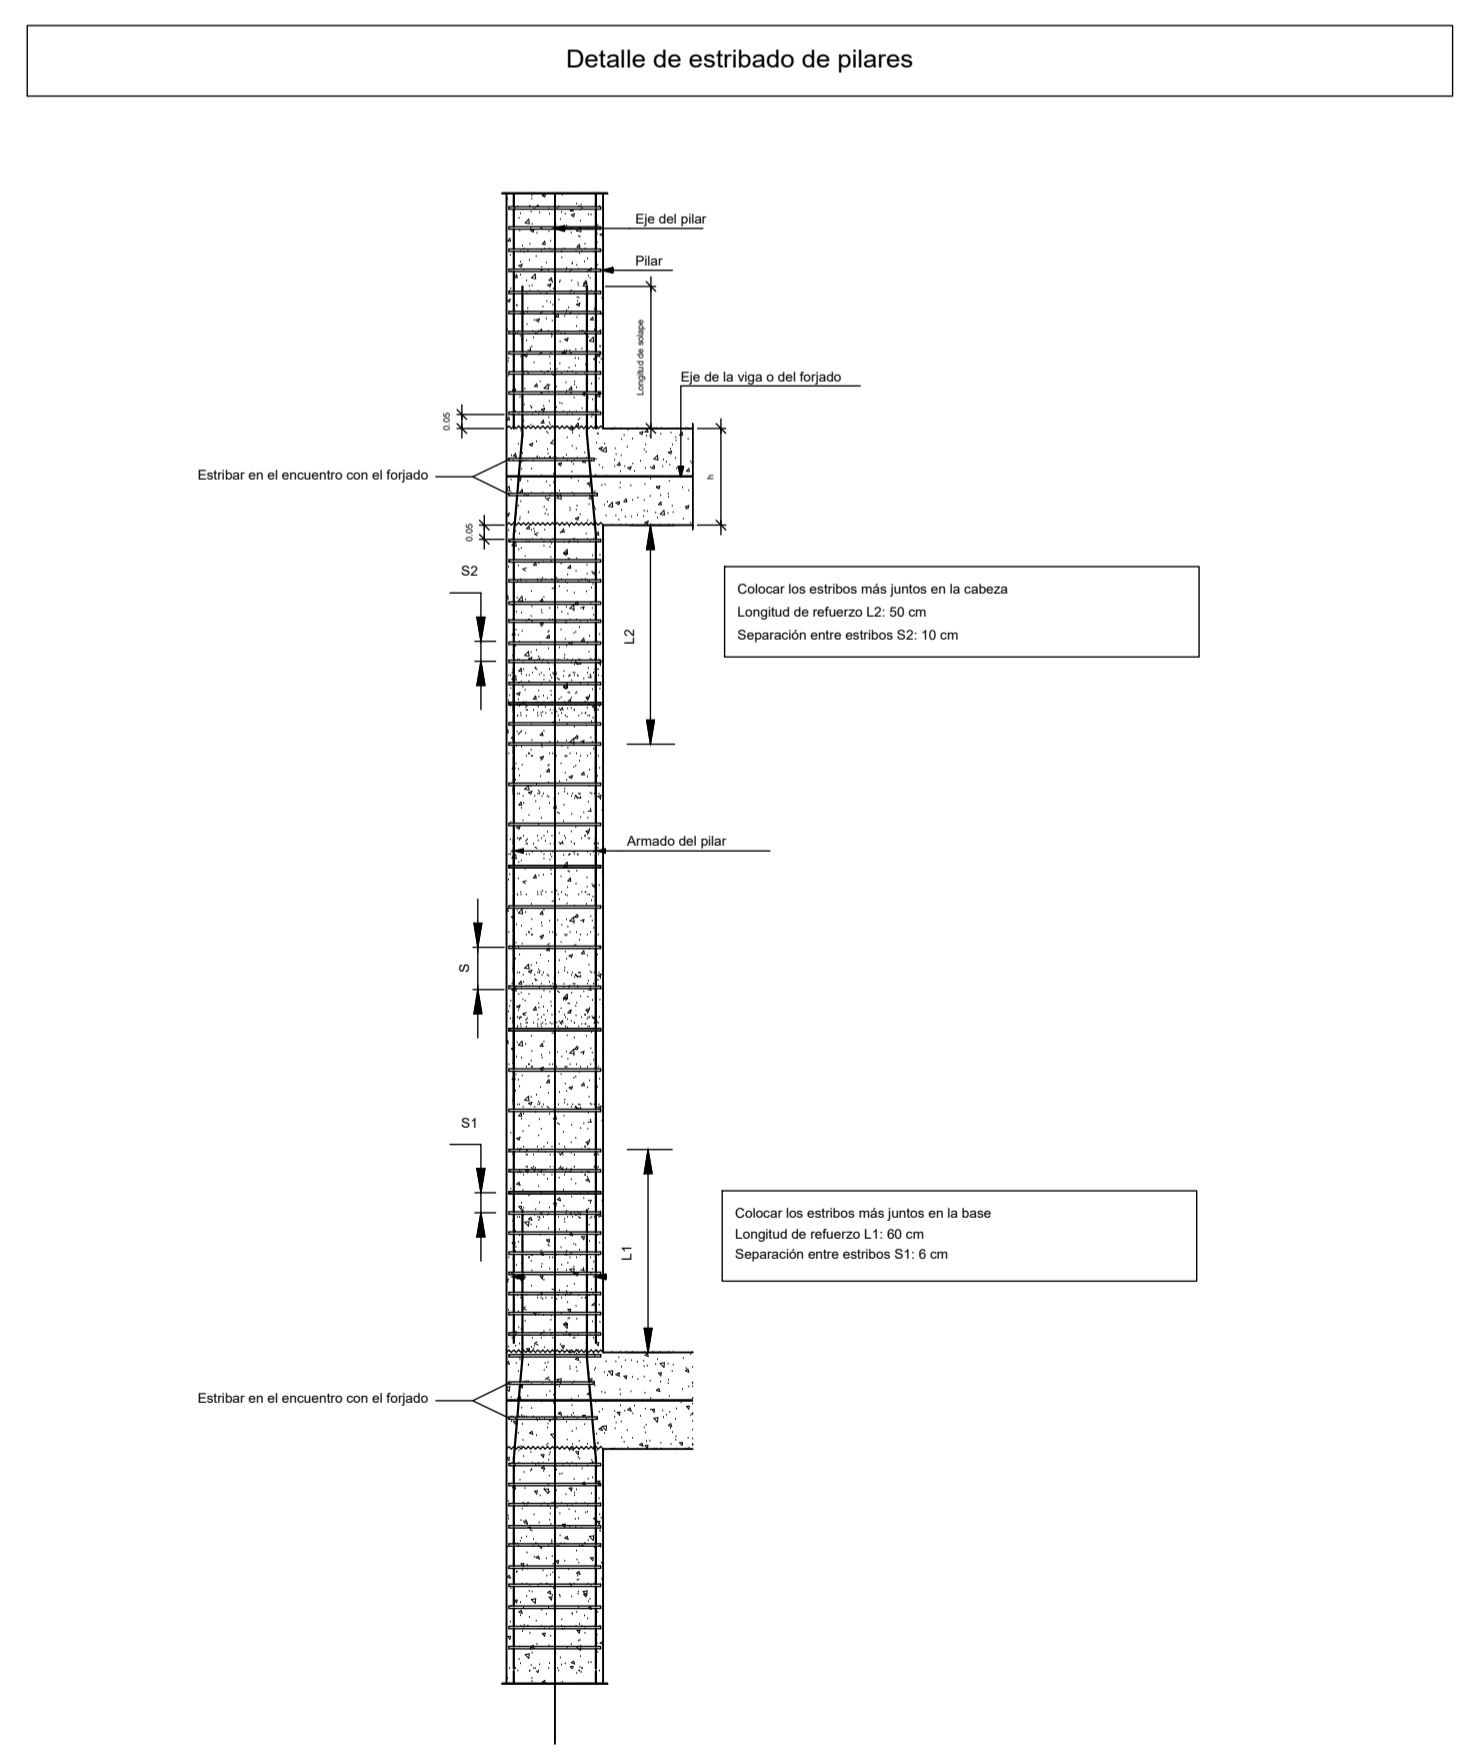 Detalle de estribado de pilares
Eje del pilar
Pilar
Longitud de solape
Eje de la viga o del forjado
0.05
Estribar en el encuentro con el forjado
h
0.05
S2
Colocar los estribos más juntos en la cabeza
Longitud de refuerzo L2: 50 cm
Separación entre estribos S2: 10 cm
L2
Armado del pilar
S
S1
Colocar los estribos más juntos en la base
Longitud de refuerzo L1: 60 cm
Separación entre estribos S1: 6 cm
L1
Estribar en el encuentro con el forjado